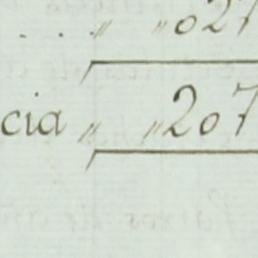 . . . . " " 027
cia " " 207